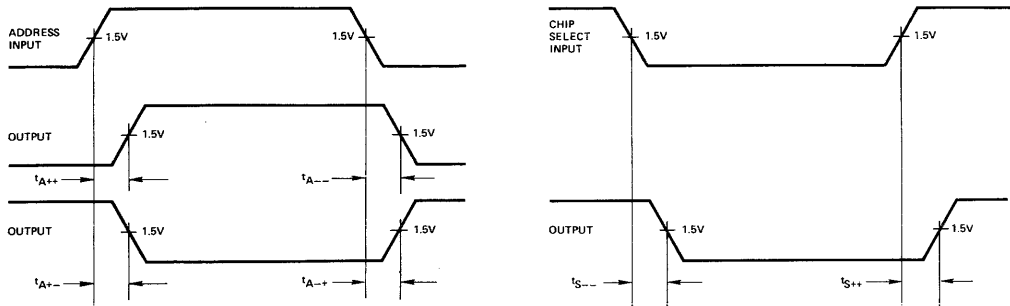 ADDRESS
INPUT
1.5V
1.5V
OUTPUT
1.5V
1.5V
tA++
tA--
OUTPUT
1.5V
1.5V
tA+-
tA-+
CHIP
SELECT
INPUT
1.5V
1.5V
OUTPUT
1.5V
1.5V
tS--
tS++